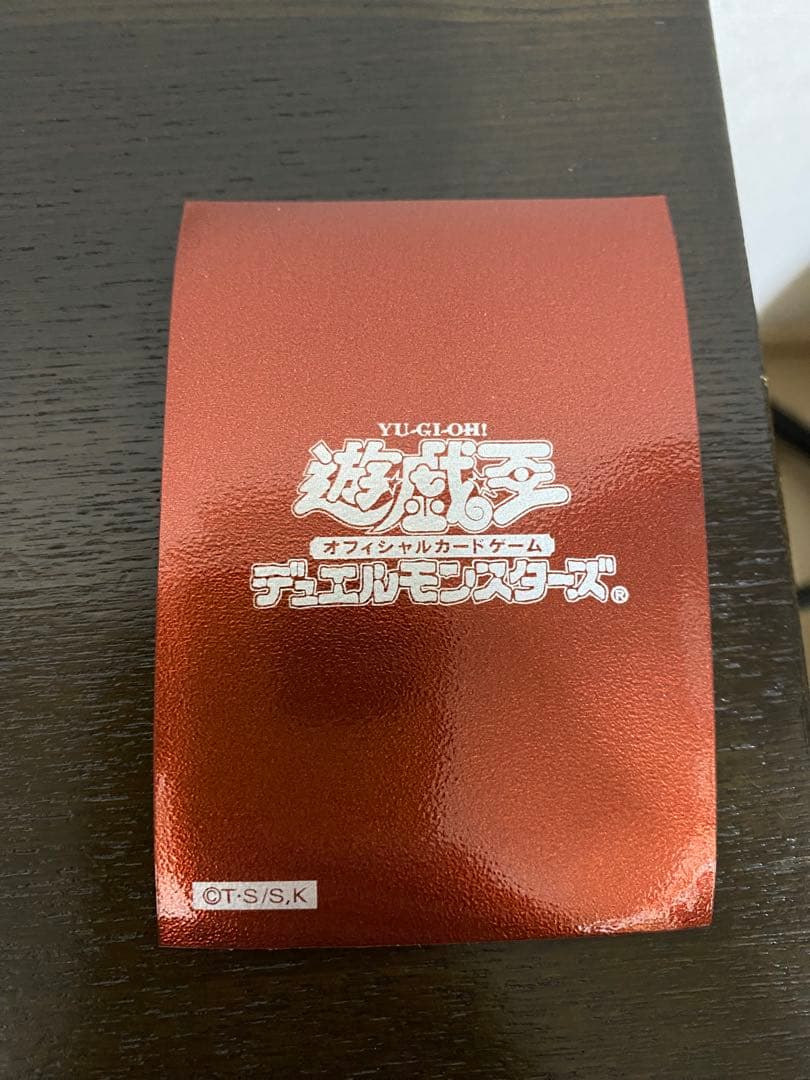 YU-GI-OH!
遊☆戯☆王
オフィシャルカードゲーム
デュエルモンスターズ®
©T・S/S,K